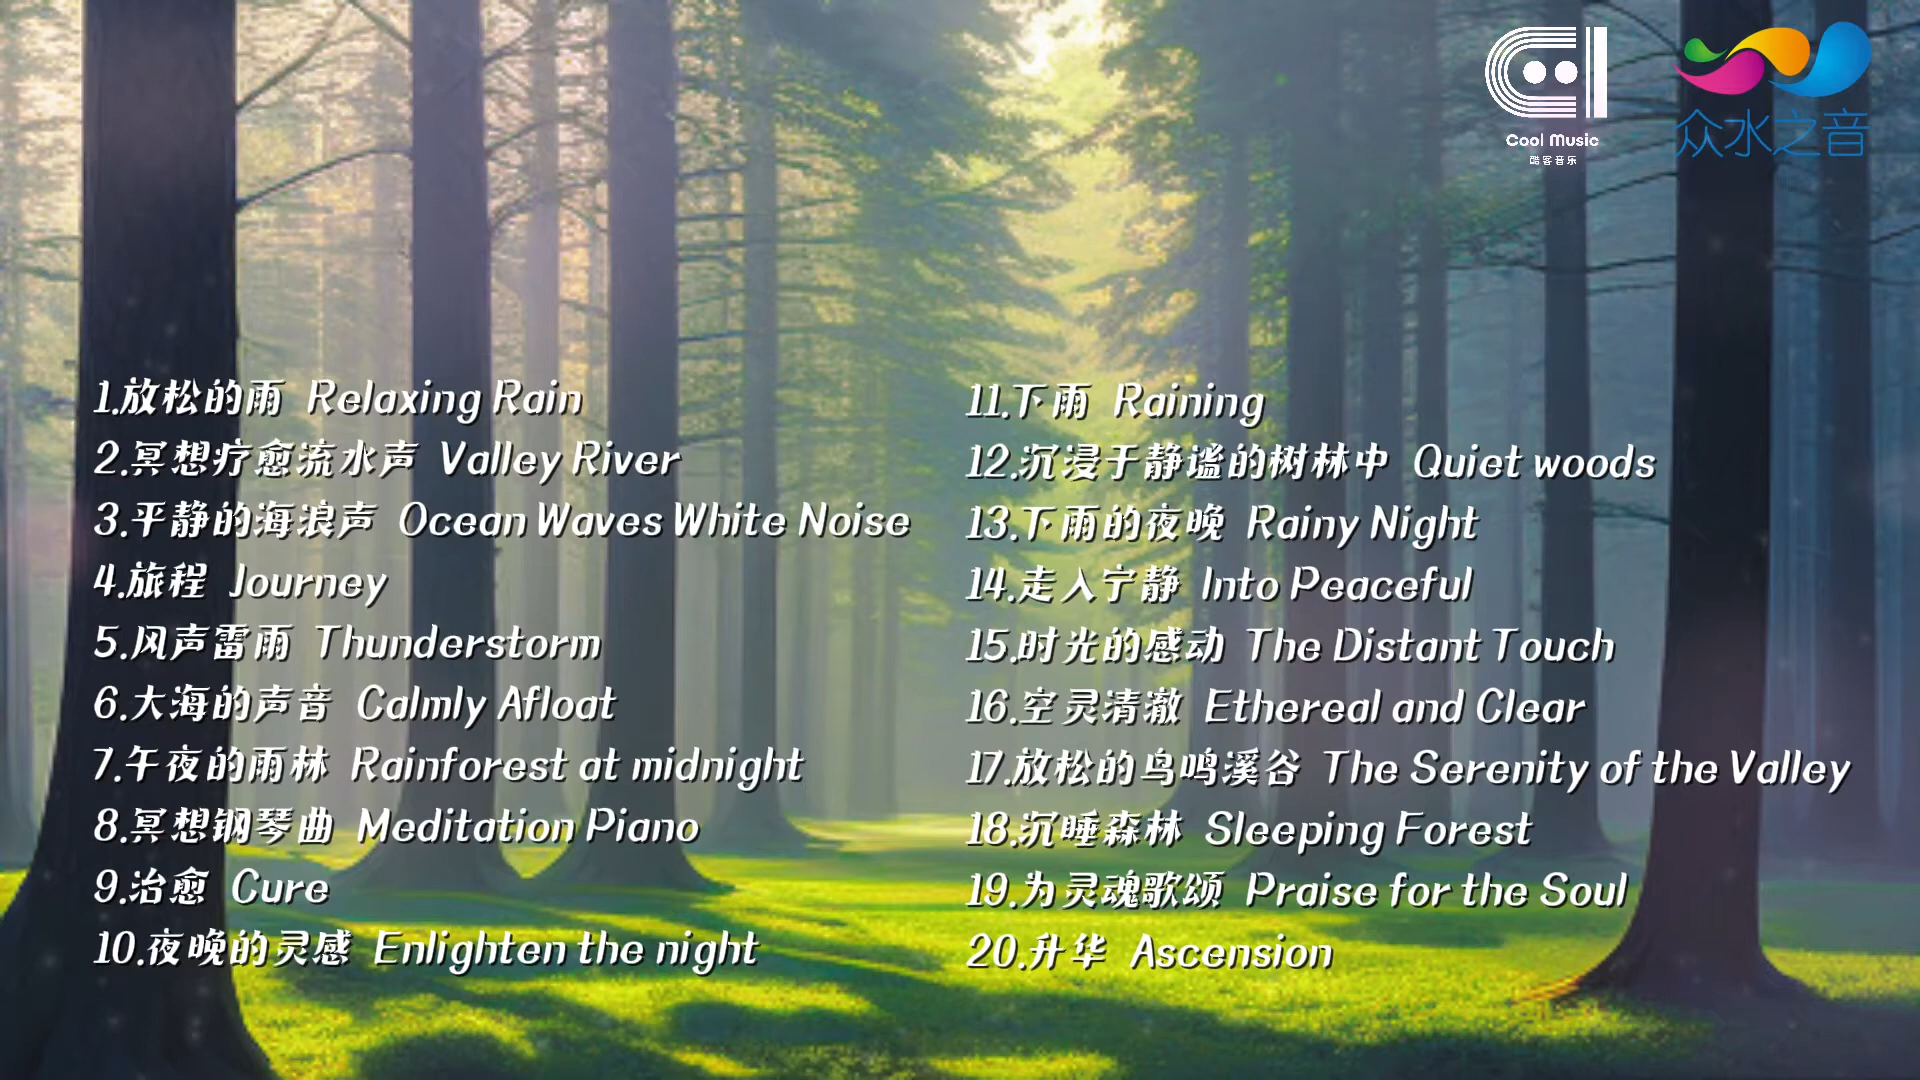 Cool Music
酷客音乐
众水之音
1.放松的雨 Relaxing Rain
2.冥想疗愈流水声 Valley River
3.平静的海浪声 Ocean Waves White Noise
4.旅程 Journey
5.风声雷雨 Thunderstorm
6.大海的声音 Calmly Afloat
7.午夜的雨林 Rainforest at midnight
8.冥想钢琴曲 Meditation Piano
9.治愈 Cure
10.夜晚的灵感 Enlighten the night
11.下雨 Raining
12.沉浸于静谧的树林中 Quiet woods
13.下雨的夜晚 Rainy Night
14.走入宁静 Into Peaceful
15.时光的感动 The Distant Touch
16.空灵清澈 Ethereal and Clear
17.放松的鸟鸣溪谷 The Serenity of the Valley
18.沉睡森林 Sleeping Forest
19.为灵魂歌颂 Praise for the Soul
20.升华 Ascension